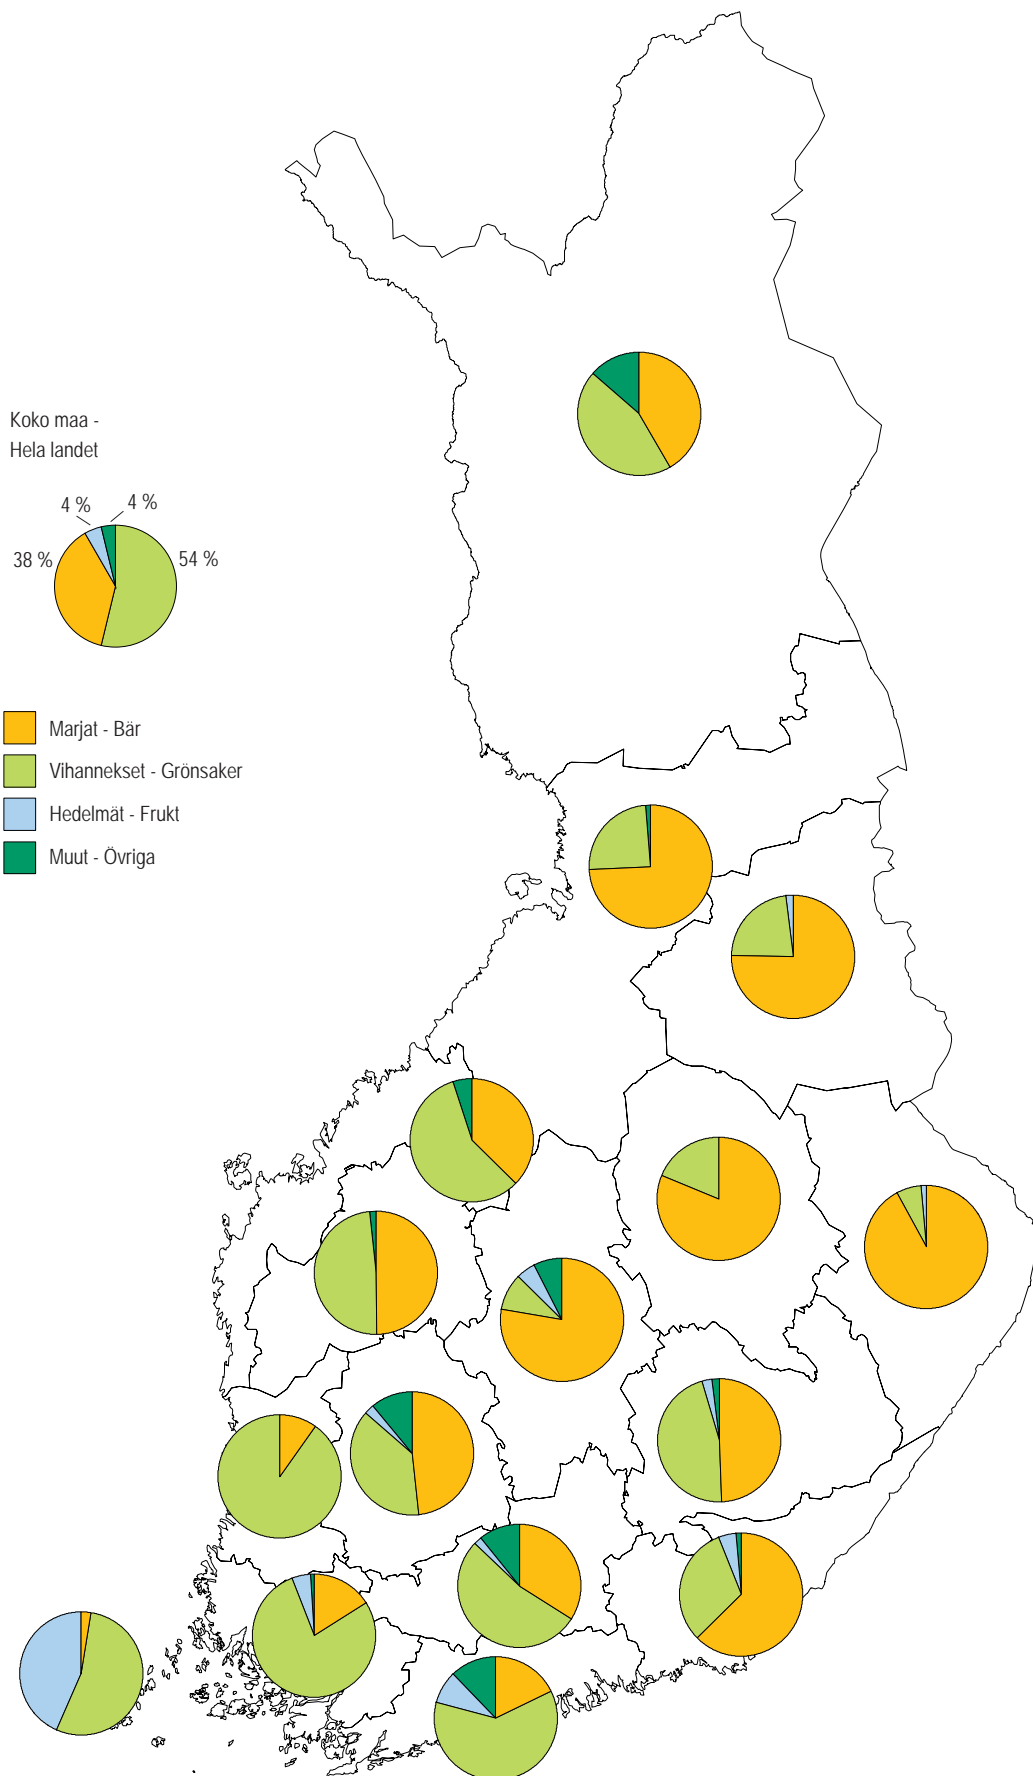 Koko maa -
Hela landet
4 %
4 %
38 %
54 %
Marjat - Bär
Vihannekset - Grönsaker
Hedelmät - Frukt
Muut - Övriga